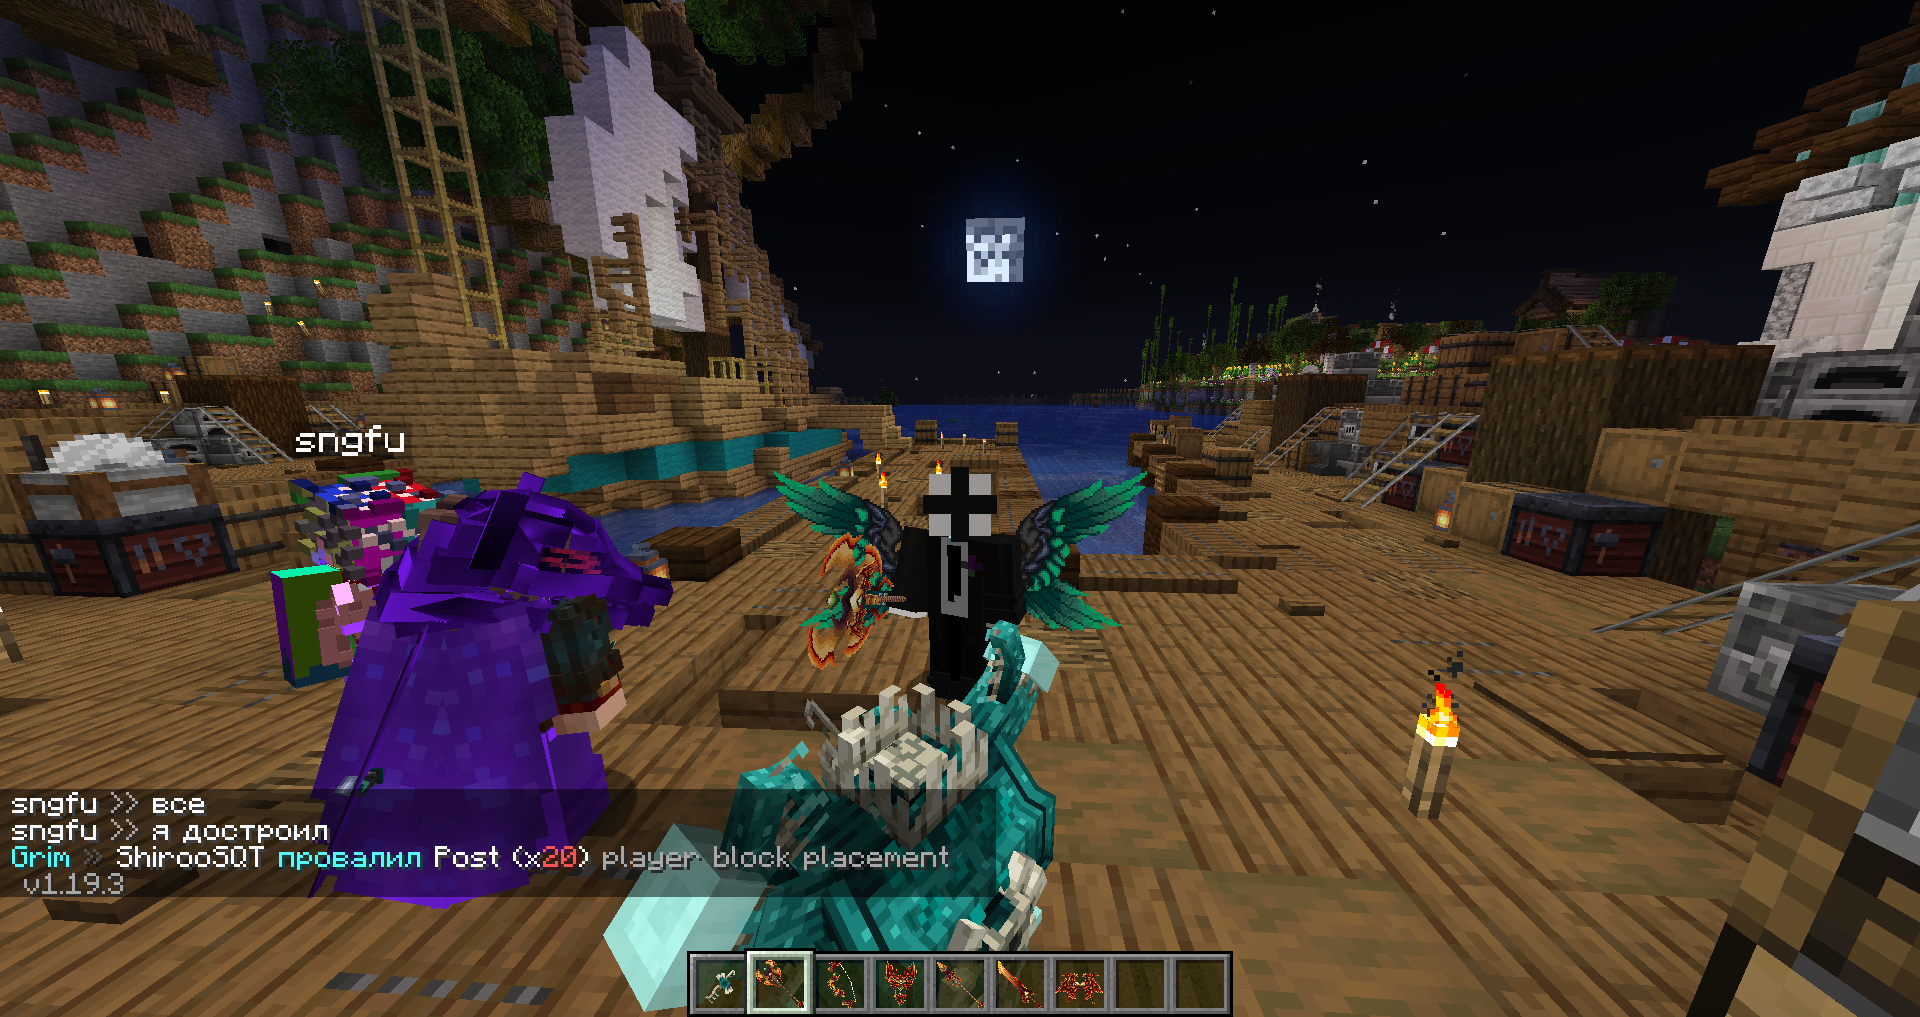 sngfu
sngfu >> все
sngfu >> я достроил
Grim » ShirooSQT провалил Post (x20) player block placement
v1.19.3